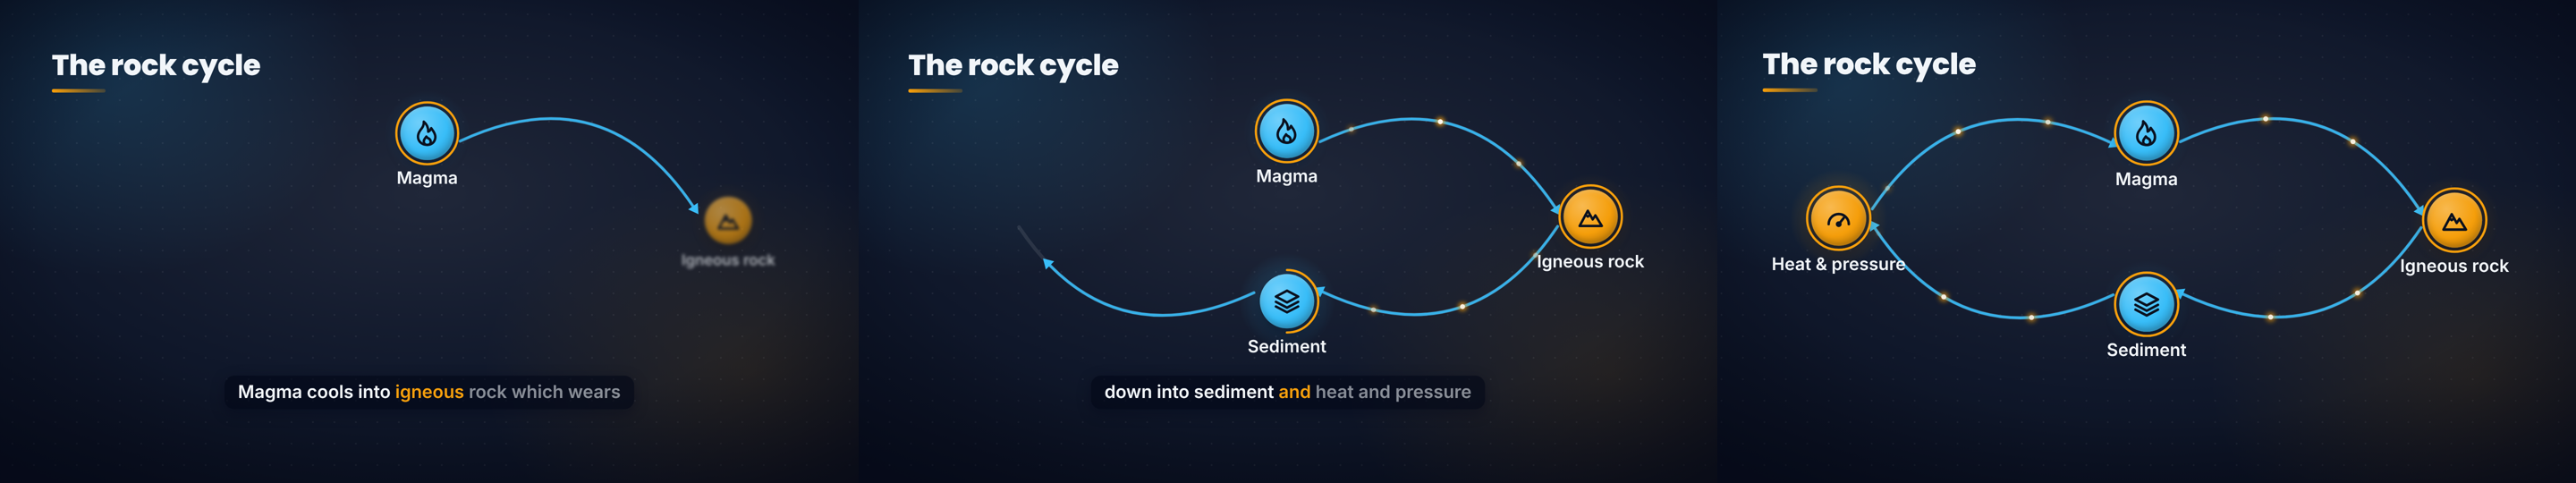 The rock cycle
Magma
Igneous rock
Magma cools into igneous rock which wears
The rock cycle
Magma
Igneous rock
Sediment
down into sediment and heat and pressure
The rock cycle
Magma
Heat & pressure
Igneous rock
Sediment